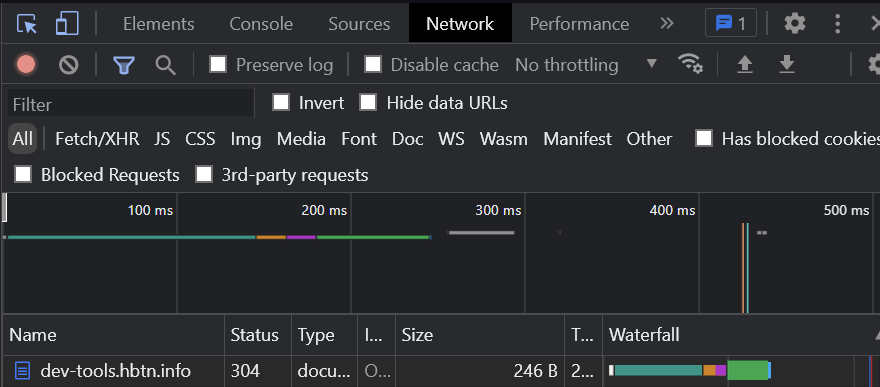 Elements Console Sources Network Performance » 1
Preserve log Disable cache No throttling
Filter Invert Hide data URLs
All Fetch/XHR JS CSS Img Media Font Doc WS Wasm Manifest Other Has blocked cookies
Blocked Requests 3rd-party requests
100 ms 200 ms 300 ms 400 ms 500 ms
Name Status Type I... Size T... Waterfall
dev-tools.hbtn.info 304 docu... O... 246 B 2...